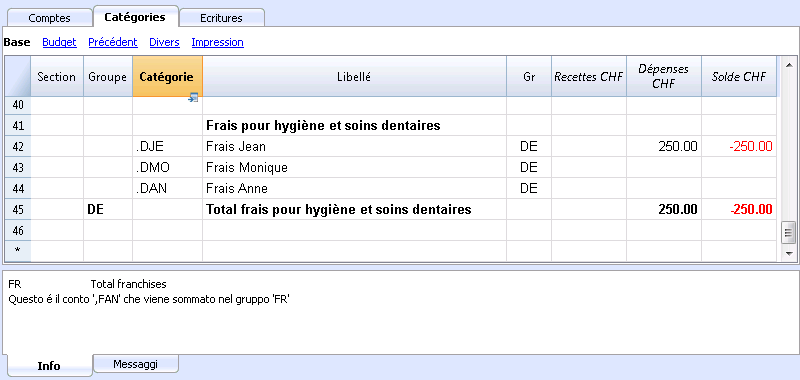 Comptes Catégories Ecritures
Base Budget Précédent Divers Impression
Section Groupe Catégorie Libellé Gr Recettes CHF Dépenses CHF Solde CHF
40
41 Frais pour hygiène et soins dentaires
42 .DJE Frais Jean DE 250.00 -250.00
43 .DMO Frais Monique DE
44 .DAN Frais Anne DE
45 DE Total frais pour hygiène et soins dentaires 250.00 -250.00
46
*
FR Total franchises
Questo é il conto ',FAN' che viene sommato nel gruppo 'FR'
Info Messaggi